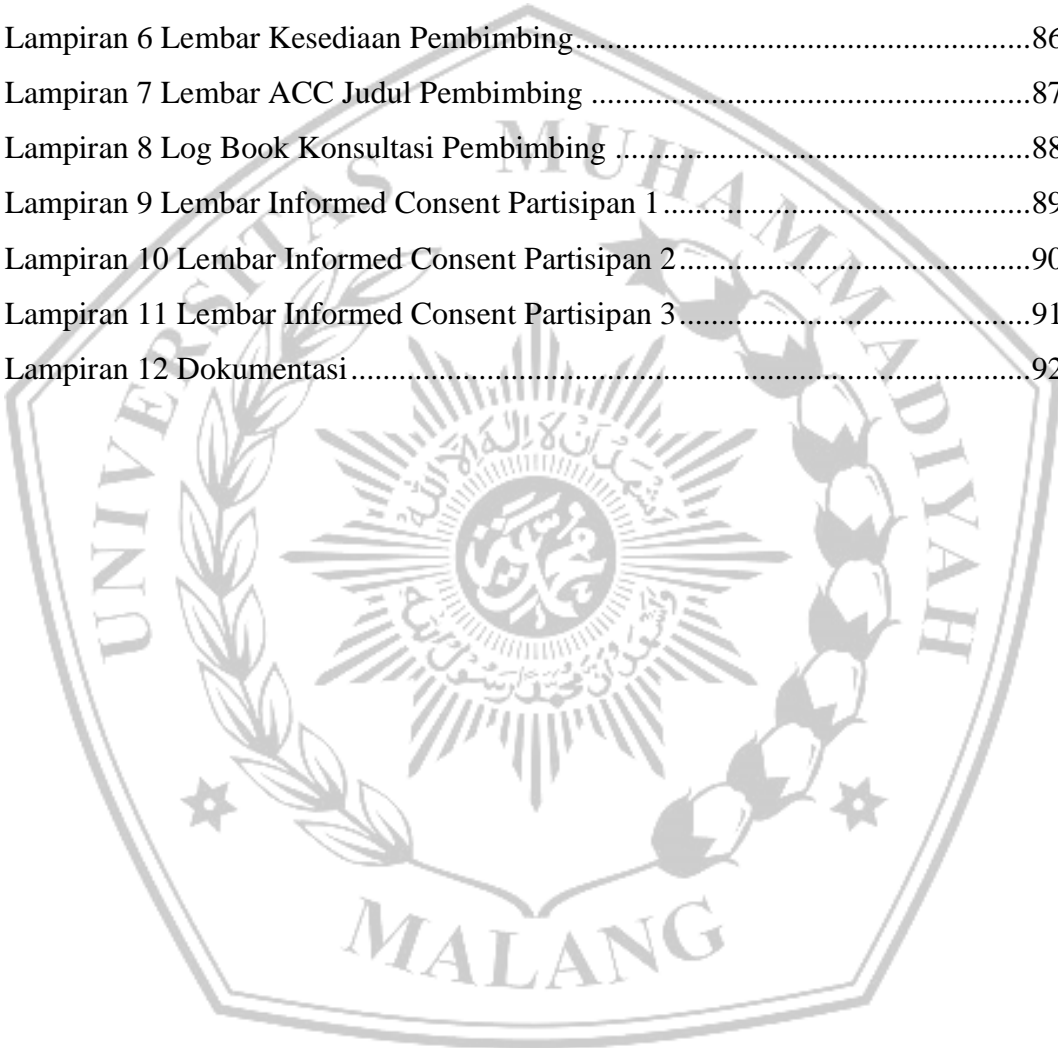 Lampiran 6 Lembar Kesediaan Pembimbing....................................................................86
Lampiran 7 Lembar ACC Judul Pembimbing ................................................................87
Lampiran 8 Log Book Konsultasi Pembimbing .............................................................88
Lampiran 9 Lembar Informed Consent Partisipan 1.......................................................89
Lampiran 10 Lembar Informed Consent Partisipan 2.....................................................90
Lampiran 11 Lembar Informed Consent Partisipan 3.....................................................91
Lampiran 12 Dokumentasi..............................................................................................92
UNIVERSITAS MUHAMMADIYAH
MALANG